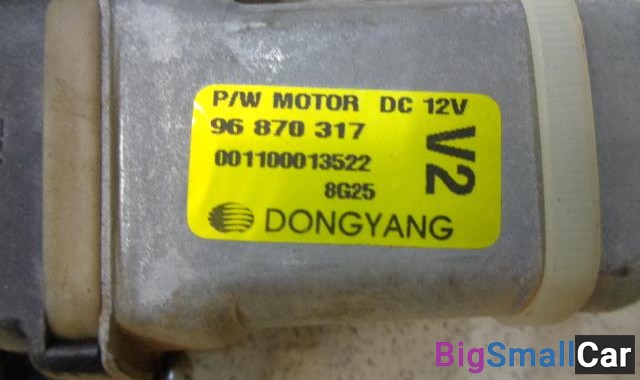 P/W MOTOR DC 12V
96 870 317
001100013522
8G25
V2
DONGYANG
BigSmallCar